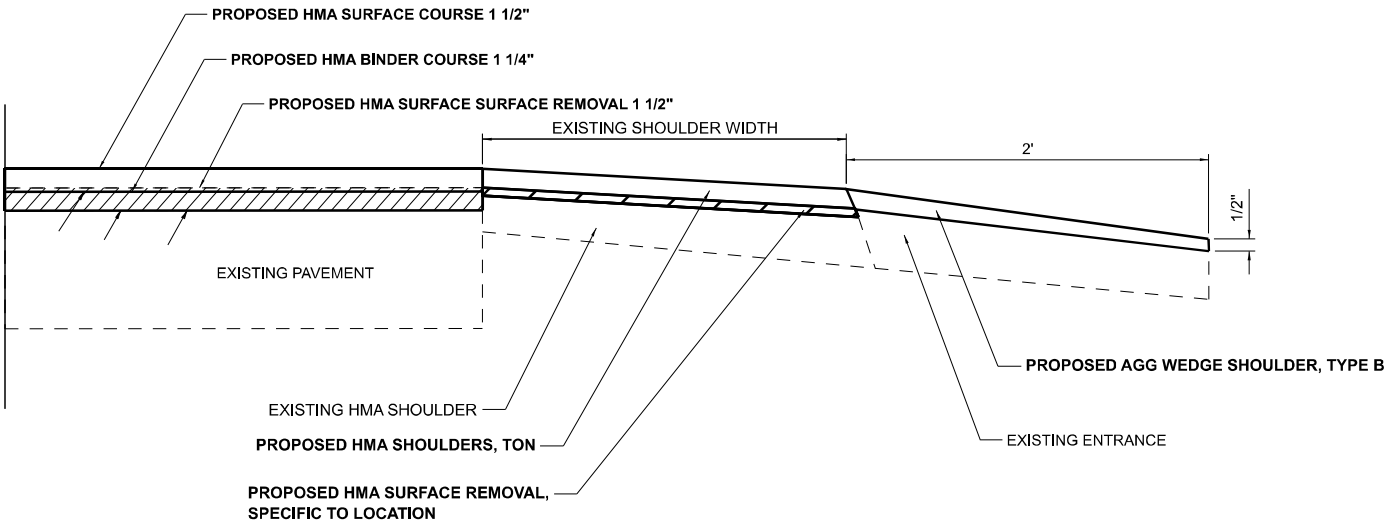 PROPOSED HMA SURFACE COURSE 1 1/2"
PROPOSED HMA BINDER COURSE 1 1/4"
PROPOSED HMA SURFACE SURFACE REMOVAL 1 1/2"
EXISTING SHOULDER WIDTH
2'
1/2"
EXISTING PAVEMENT
PROPOSED AGG WEDGE SHOULDER, TYPE B
EXISTING HMA SHOULDER
PROPOSED HMA SHOULDERS, TON
EXISTING ENTRANCE
PROPOSED HMA SURFACE REMOVAL,
SPECIFIC TO LOCATION